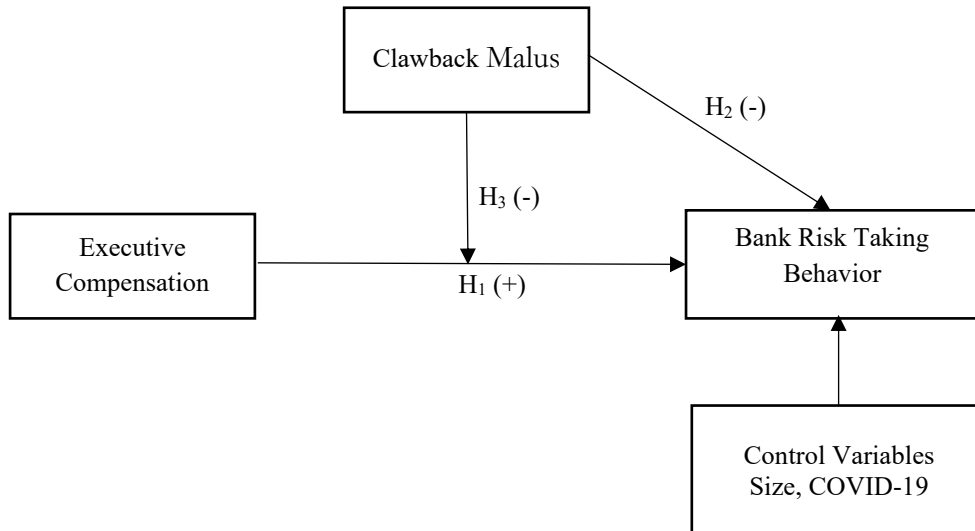 Clawback Malus
H₂ (-)
H₃ (-)
Executive
Compensation
H₁ (+)
Bank Risk Taking
Behavior
Control Variables
Size, COVID-19